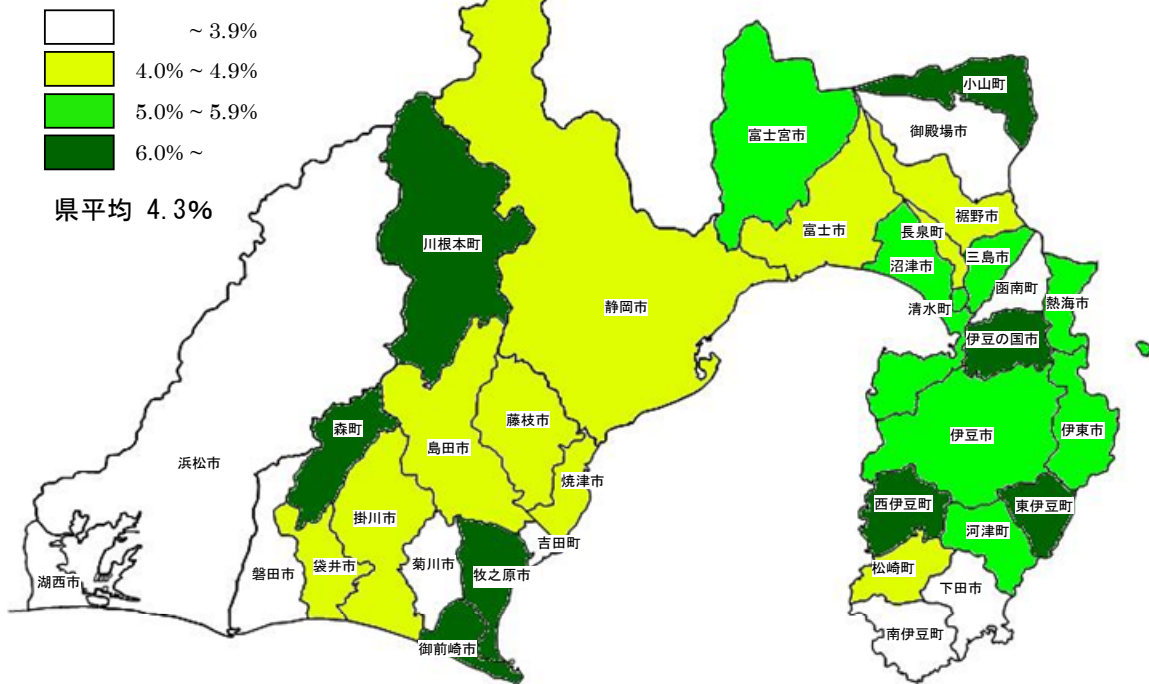 ~ 3.9%
4.0% ~ 4.9%
5.0% ~ 5.9%
6.0% ~
県平均 4.3%
小山町
御殿場市
富士宮市
裾野市
長泉町
富士市
三島市
沼津市
函南町
熱海市
清水町
伊豆の国市
川根本町
静岡市
森町
藤枝市
島田市
伊豆市
伊東市
浜松市
焼津市
掛川市
西伊豆町
東伊豆町
河津町
吉田町
菊川市
袋井市
牧之原市
磐田市
湖西市
松崎町
下田市
南伊豆町
御前崎市